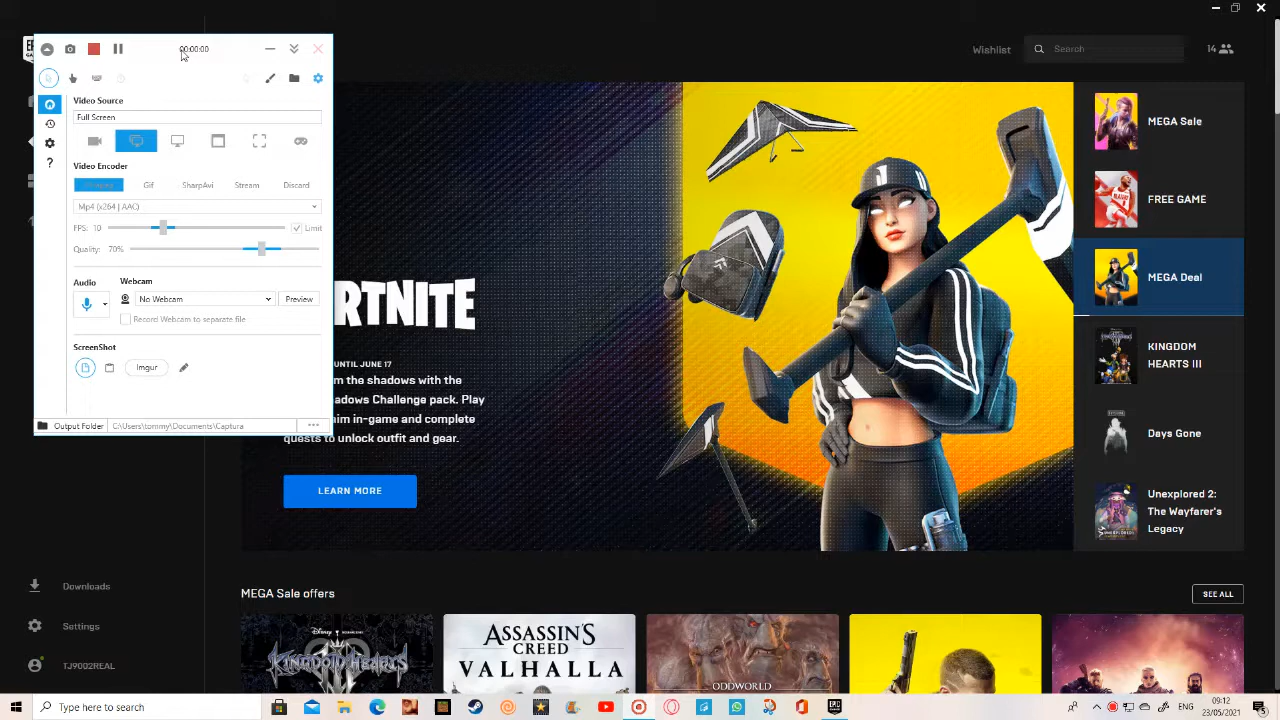 00:00:00
Video Source
Full Screen
Video Encoder
Gif
SharpAvi
Stream
Discard
Mp4 (x264 | AAC)
FPS: 10
Limit
Quality: 70%
Audio
Webcam
No Webcam
Preview
Record Webcam to separate file
ScreenShot
Imgur
Output Folder
C:\Users\tommy\Documents\Captura
...
Wishlist
Search
14
RTNITE
UNTIL JUNE 17
m the shadows with the
adows Challenge pack. Play
aim in-game and complete
quests to unlock outfit and gear.
LEARN MORE
MEGA Sale
FREE GAME
MEGA Deal
KINGDOM
HEARTS III
Days Gone
Unexplored 2:
The Wayfarer's
Legacy
Downloads
Settings
TJ9002REAL
MEGA Sale offers
SEE ALL
Disney
KINGDOM HEARTS
ASSASSIN'S
CREED
VALHALLA
ODDWORLD
Type here to search
ENG
09:12
23/05/2021
EPIC